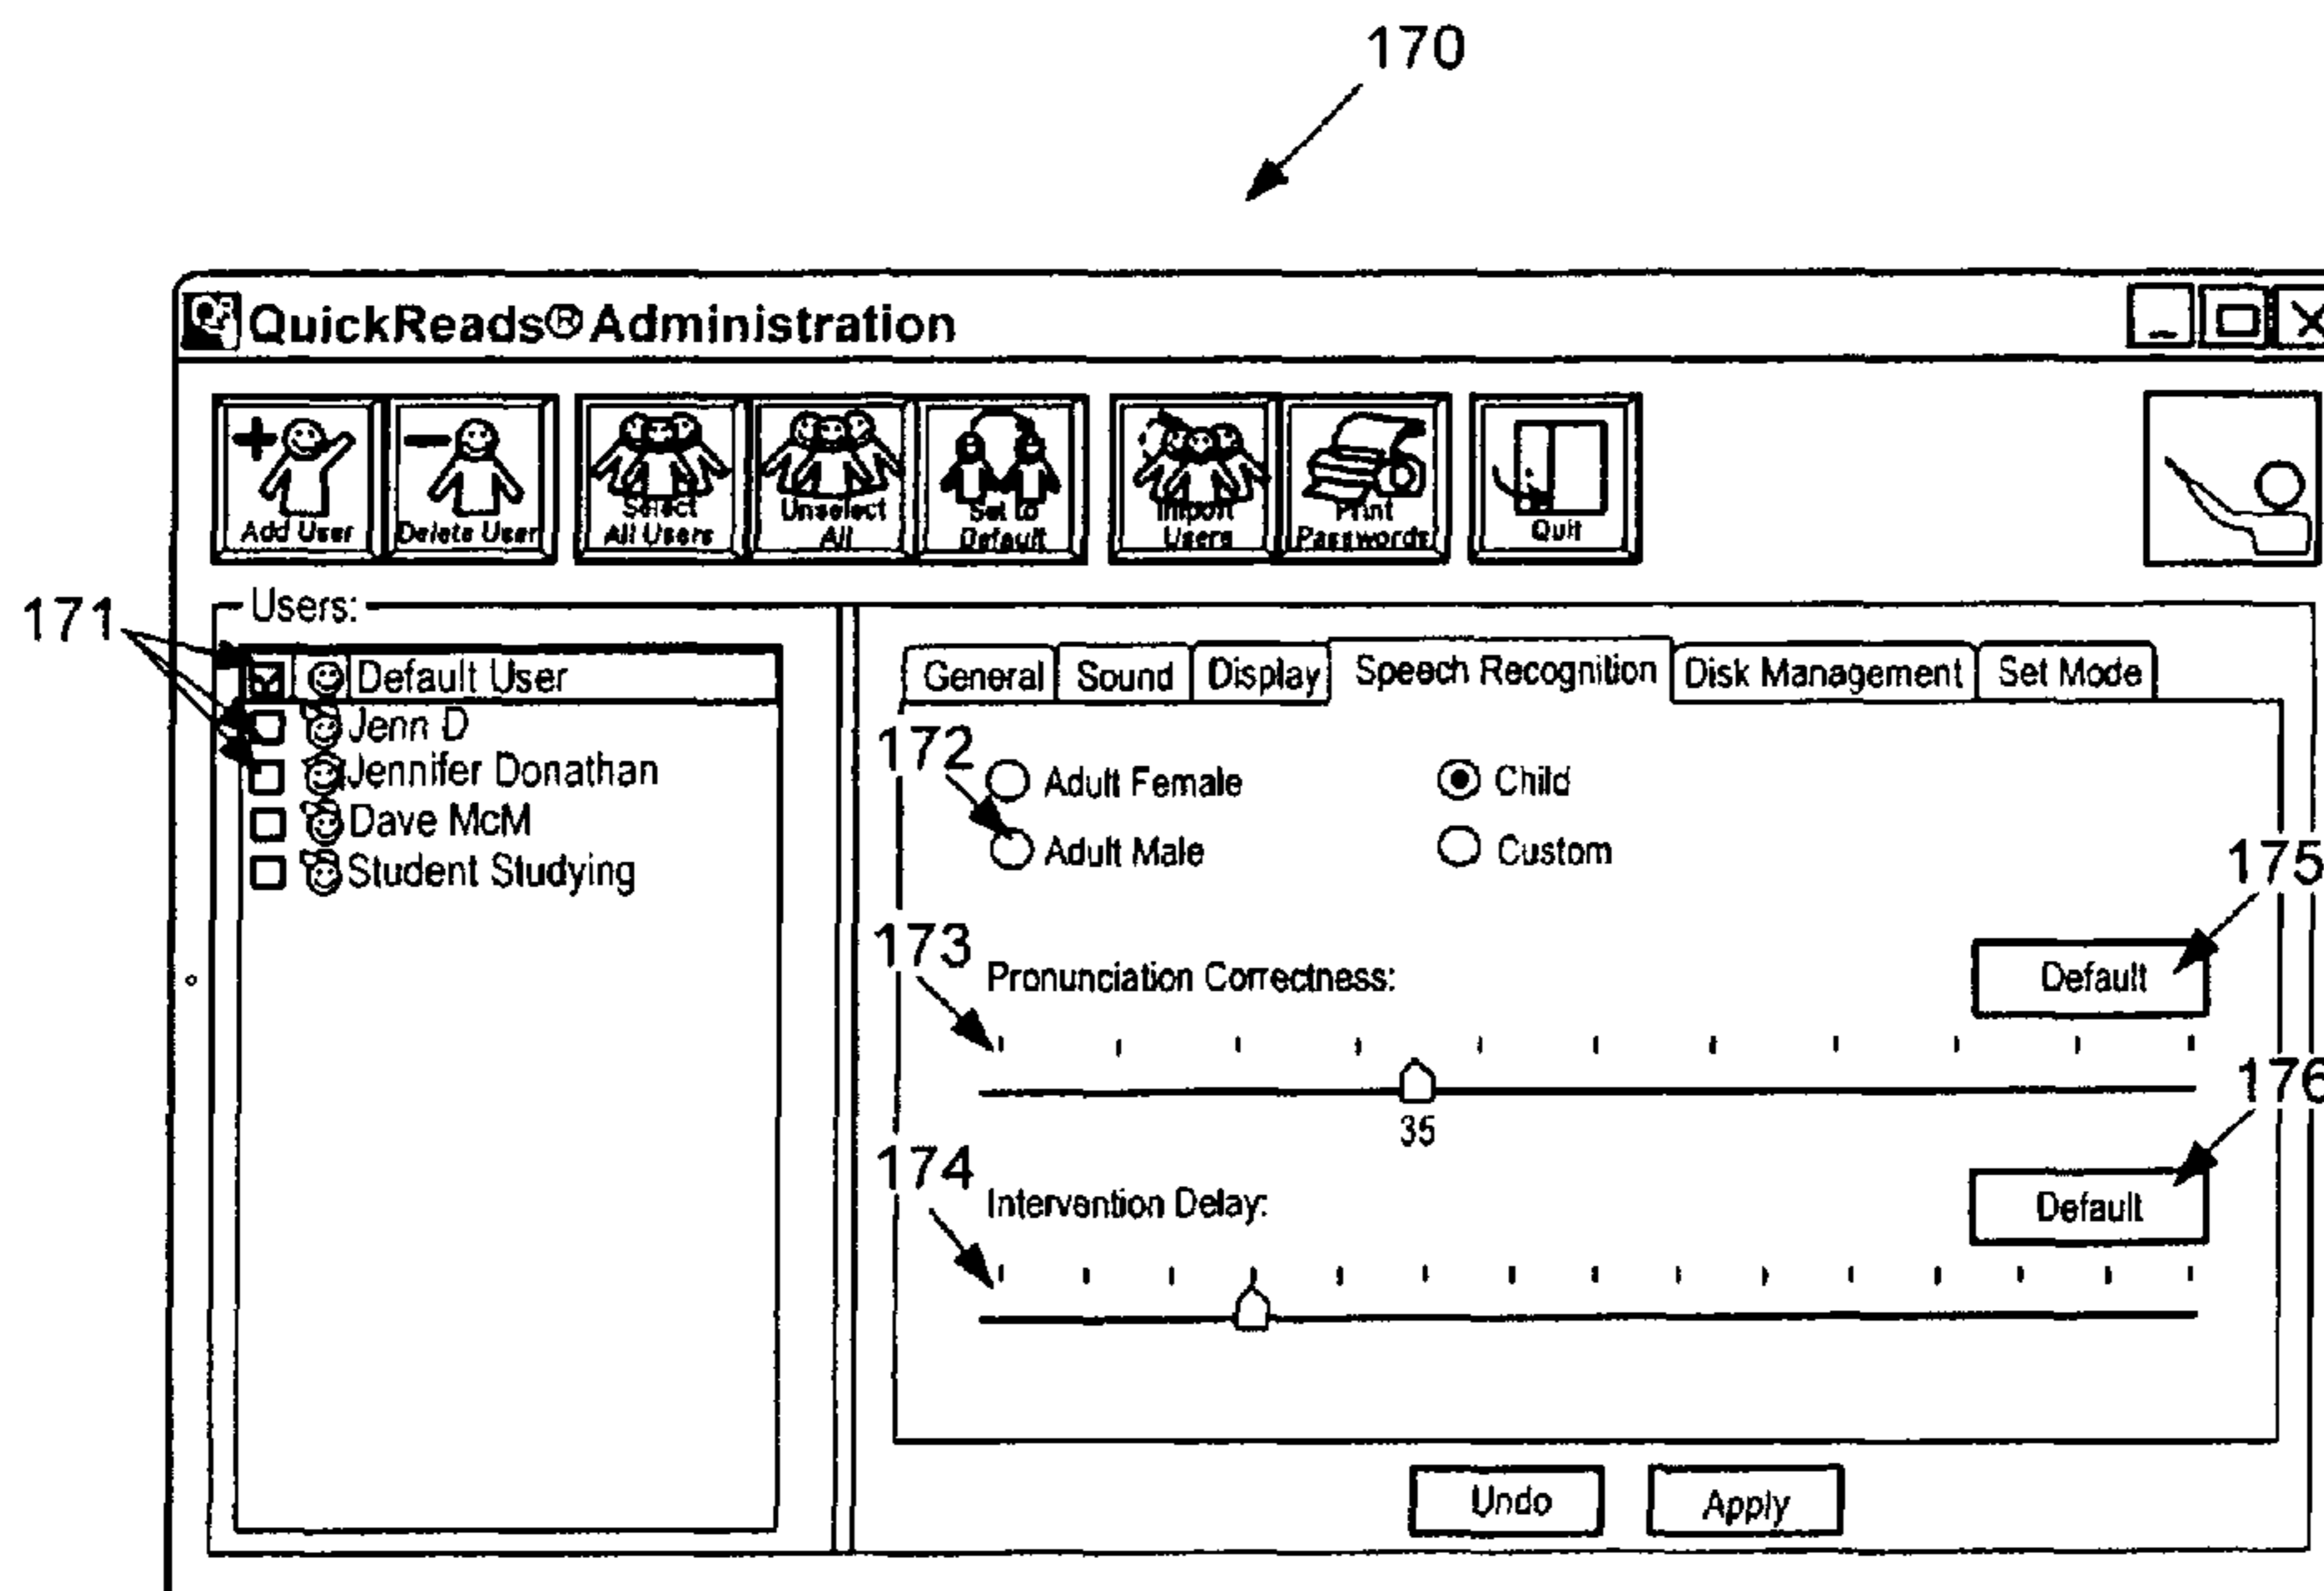 170
QuickReads® Administration
Add User
Delete User
Select
All Users
Unselect
All
Set to
Default
Import
Users
Print
Passwords
Quit
171
Users:
Default User
Jenn D
Jennifer Donathan
Dave McM
Student Studying
General Sound Display Speech Recognition Disk Management Set Mode
172
Adult Female
Child
Adult Male
Custom
175
173
Pronunciation Correctness:
Default
35
176
174
Intervention Delay:
Default
Undo Apply